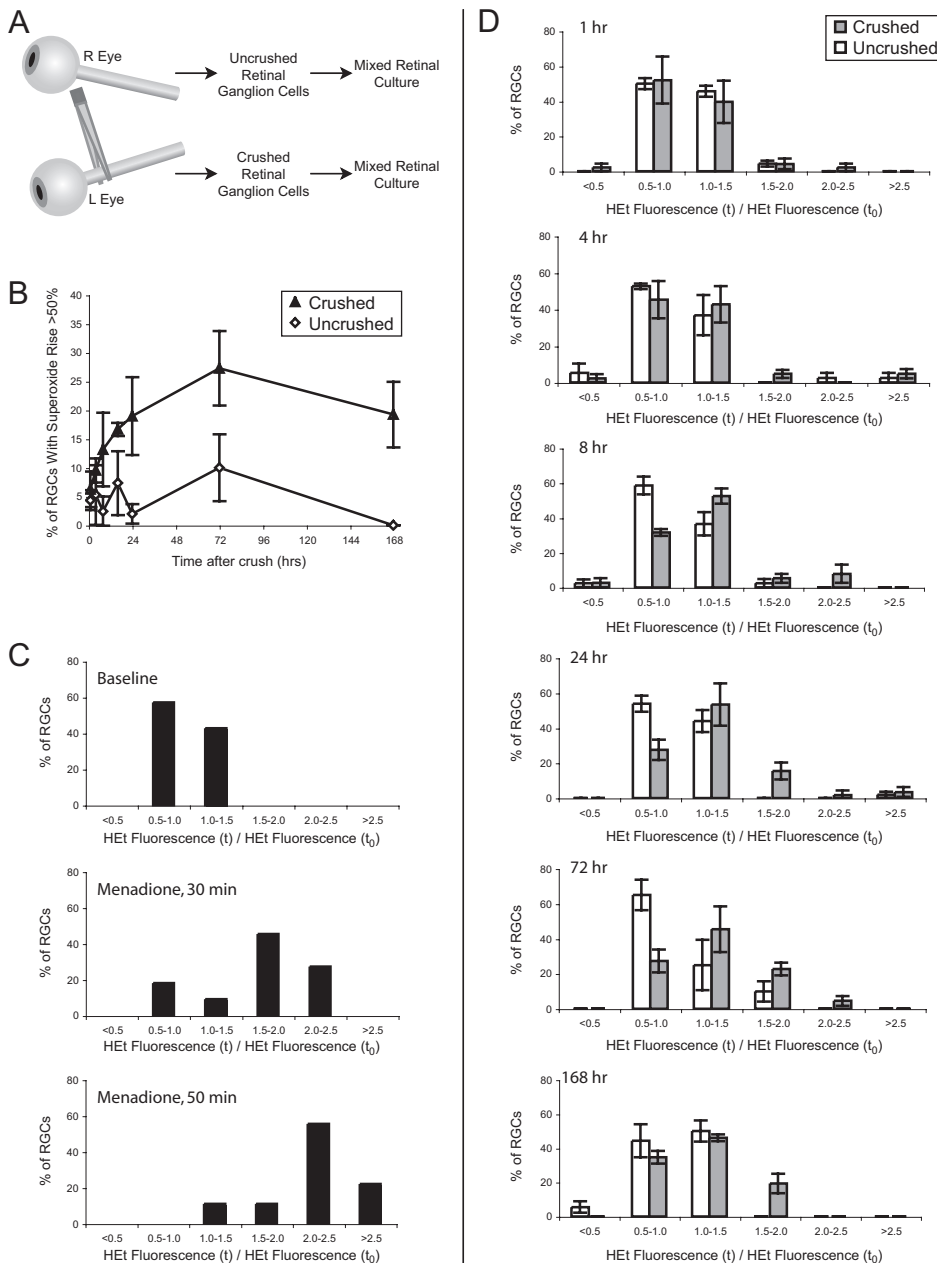 A
R Eye
Uncrushed
Retinal
Ganglion Cells
Mixed Retinal
Culture
L Eye
Crushed
Retinal
Ganglion Cells
Mixed Retinal
Culture
B
% of RGCs With Superoxide Rise >50%
40
35
30
25
20
15
10
5
0
Crushed
Uncrushed
0 24 48 72 96 120 144 168
Time after crush (hrs)
C
Baseline
% of RGCs
80
60
40
20
0
<0.5 0.5-1.0 1.0-1.5 1.5-2.0 2.0-2.5 >2.5
HEt Fluorescence (t) / HEt Fluorescence (t0)
Menadione, 30 min
% of RGCs
80
60
40
20
0
<0.5 0.5-1.0 1.0-1.5 1.5-2.0 2.0-2.5 >2.5
HEt Fluorescence (t) / HEt Fluorescence (t0)
Menadione, 50 min
% of RGCs
80
60
40
20
0
<0.5 0.5-1.0 1.0-1.5 1.5-2.0 2.0-2.5 >2.5
HEt Fluorescence (t) / HEt Fluorescence (t0)
D
Crushed
Uncrushed
1 hr
% of RGCs
80
60
40
20
0
<0.5 0.5-1.0 1.0-1.5 1.5-2.0 2.0-2.5 >2.5
HEt Fluorescence (t) / HEt Fluorescence (t0)
4 hr
% of RGCs
80
60
40
20
0
<0.5 0.5-1.0 1.0-1.5 1.5-2.0 2.0-2.5 >2.5
HEt Fluorescence (t) / HEt Fluorescence (t0)
8 hr
% of RGCs
80
60
40
20
0
<0.5 0.5-1.0 1.0-1.5 1.5-2.0 2.0-2.5 >2.5
HEt Fluorescence (t) / HEt Fluorescence (t0)
24 hr
% of RGCs
80
60
40
20
0
<0.5 0.5-1.0 1.0-1.5 1.5-2.0 2.0-2.5 >2.5
HEt Fluorescence (t) / HEt Fluorescence (t0)
72 hr
% of RGCs
80
60
40
20
0
<0.5 0.5-1.0 1.0-1.5 1.5-2.0 2.0-2.5 >2.5
HEt Fluorescence (t) / HEt Fluorescence (t0)
168 hr
% of RGCs
80
60
40
20
0
<0.5 0.5-1.0 1.0-1.5 1.5-2.0 2.0-2.5 >2.5
HEt Fluorescence (t) / HEt Fluorescence (t0)